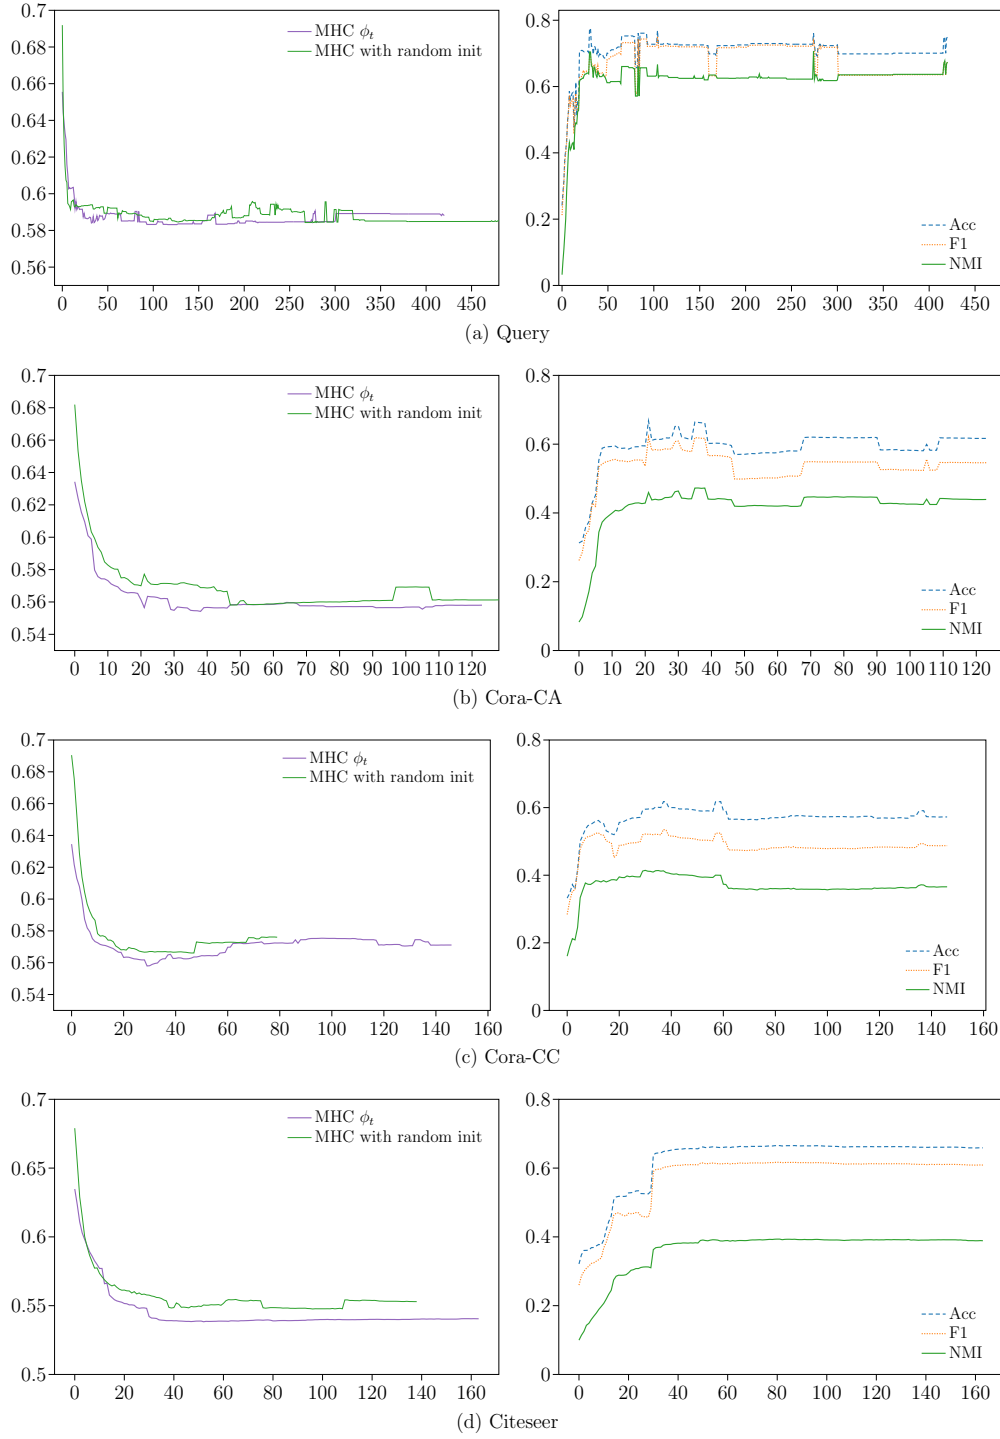 0.7
0.68
0.66
0.64
0.62
0.6
0.58
0.56
MHC ϕt
MHC with random init
0 50 100 150 200 250 300 350 400 450
0.8
0.6
0.4
0.2
0
Acc
F1
NMI
0 50 100 150 200 250 300 350 400 450
(a) Query
0.7
0.68
0.66
0.64
0.62
0.6
0.58
0.56
0.54
MHC ϕt
MHC with random init
0 10 20 30 40 50 60 70 80 90 100 110 120
0.8
0.6
0.4
0.2
0
Acc
F1
NMI
0 10 20 30 40 50 60 70 80 90 100 110 120
(b) Cora-CA
0.7
0.68
0.66
0.64
0.62
0.6
0.58
0.56
0.54
MHC ϕt
MHC with random init
0 20 40 60 80 100 120 140 160
0.8
0.6
0.4
0.2
0
Acc
F1
NMI
0 20 40 60 80 100 120 140 160
(c) Cora-CC
0.7
0.65
0.6
0.55
0.5
MHC ϕt
MHC with random init
0 20 40 60 80 100 120 140 160
0.8
0.6
0.4
0.2
0
Acc
F1
NMI
0 20 40 60 80 100 120 140 160
(d) Citeseer